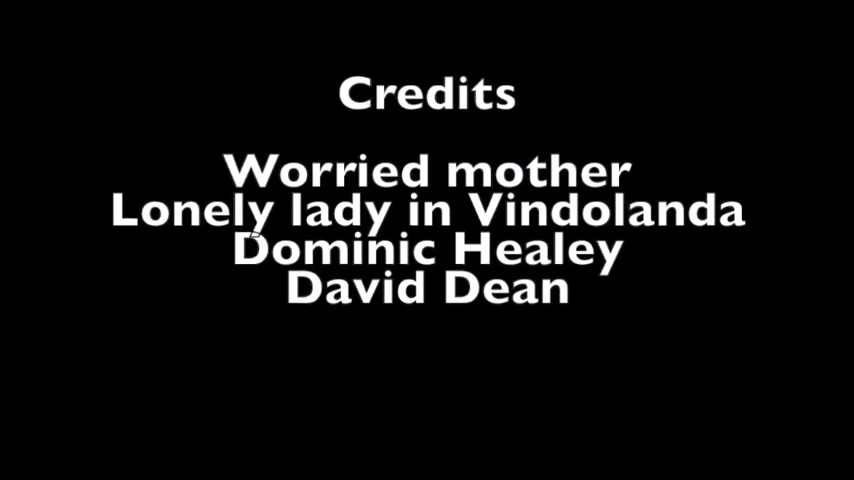 Credits
Worried mother
Lonely lady in Vindolanda
Dominic Healey
David Dean